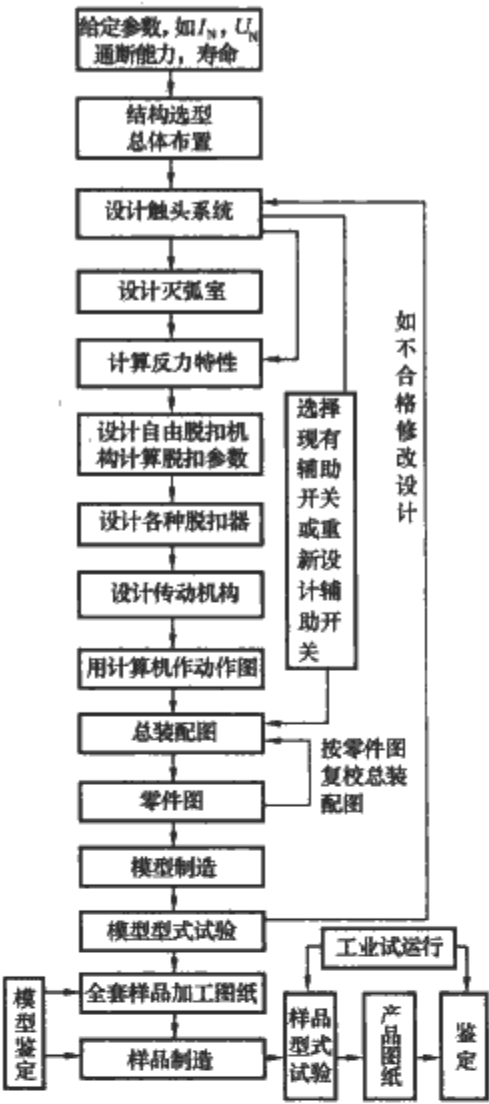 给定参数，如I_N，U_N
通断能力，寿命
结构选型
总体布置
设计触头系统
设计灭弧室
计算反力特性
设计自由脱扣机
构计算脱扣参数
设计各种脱扣器
设计传动机构
用计算机作动作图
总装配图
零件图
模型制造
模型型式试验
全套样品加工图纸
样品制造
选择
现有
辅助
开关
或重
新设
计辅
助开
关
如不合格修改设计
按零件图
复校总装
配图
模型鉴定
工业试运行
样品
型式
试验
产品图纸
鉴定